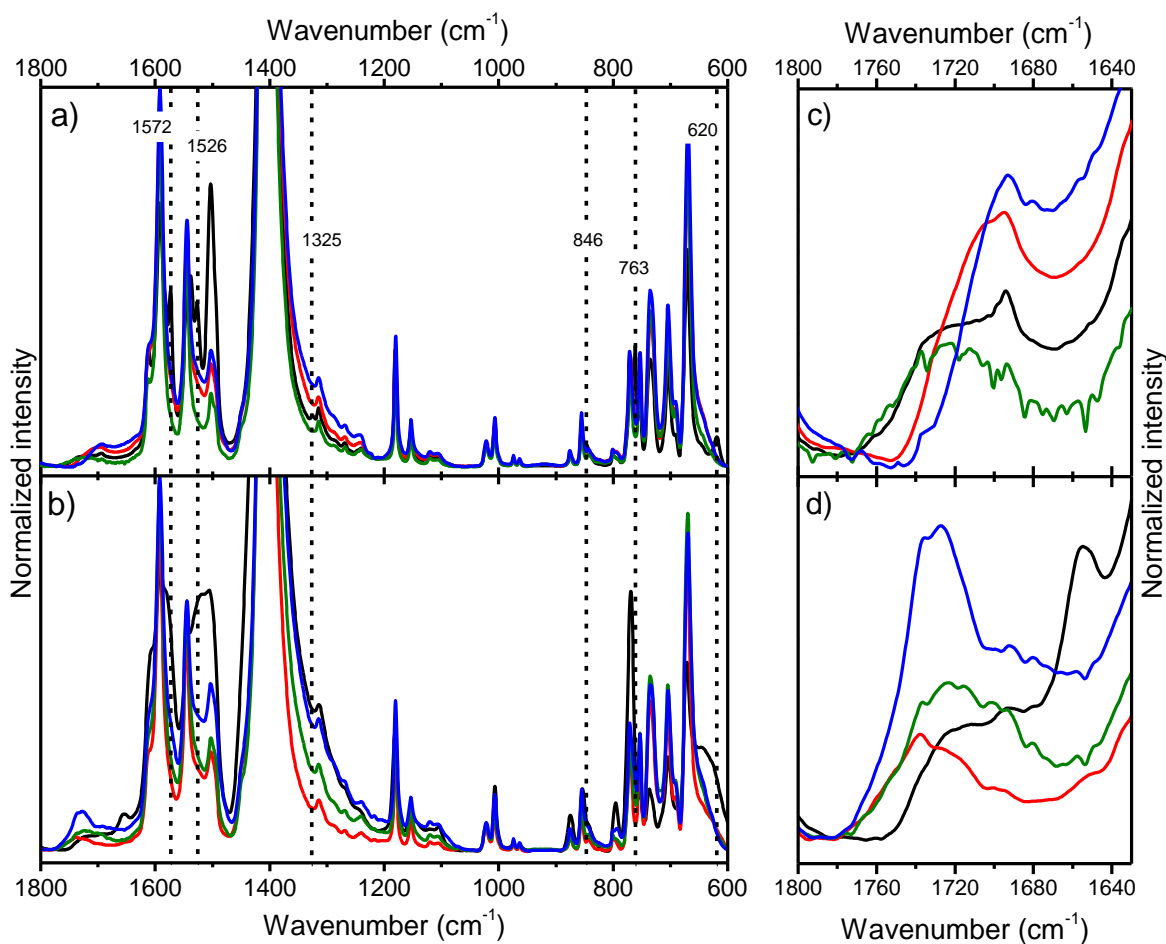 Wavenumber (cm⁻¹) Wavenumber (cm⁻¹)
1800 1600 1400 1200 1000 800 600 1800 1760 1720 1680 1640
a) c)
1572 620
1526
1325 846
763
Normalized intensity Normalized intensity
b) d)
1800 1600 1400 1200 1000 800 600 1800 1760 1720 1680 1640
Wavenumber (cm⁻¹) Wavenumber (cm⁻¹)